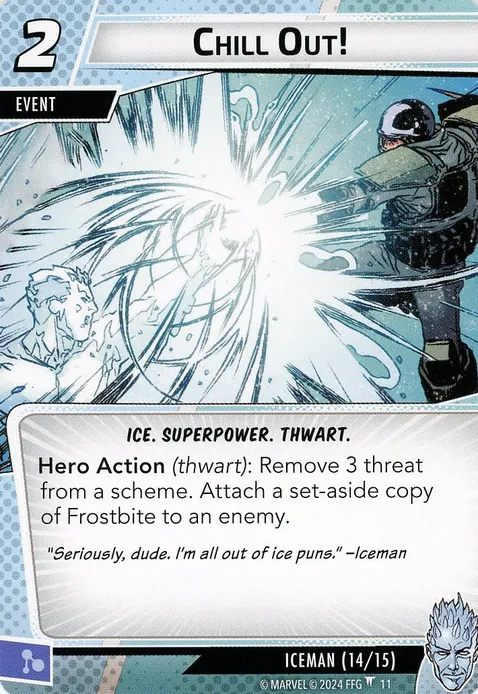 2
CHILL OUT!
EVENT
ICE. SUPERPOWER. THWART.
Hero Action (thwart): Remove 3 threat
from a scheme. Attach a set-aside copy
of Frostbite to an enemy.
"Seriously, dude. I'm all out of ice puns." –Iceman
ICEMAN (14/15)
© MARVEL © 2024 FFG 11